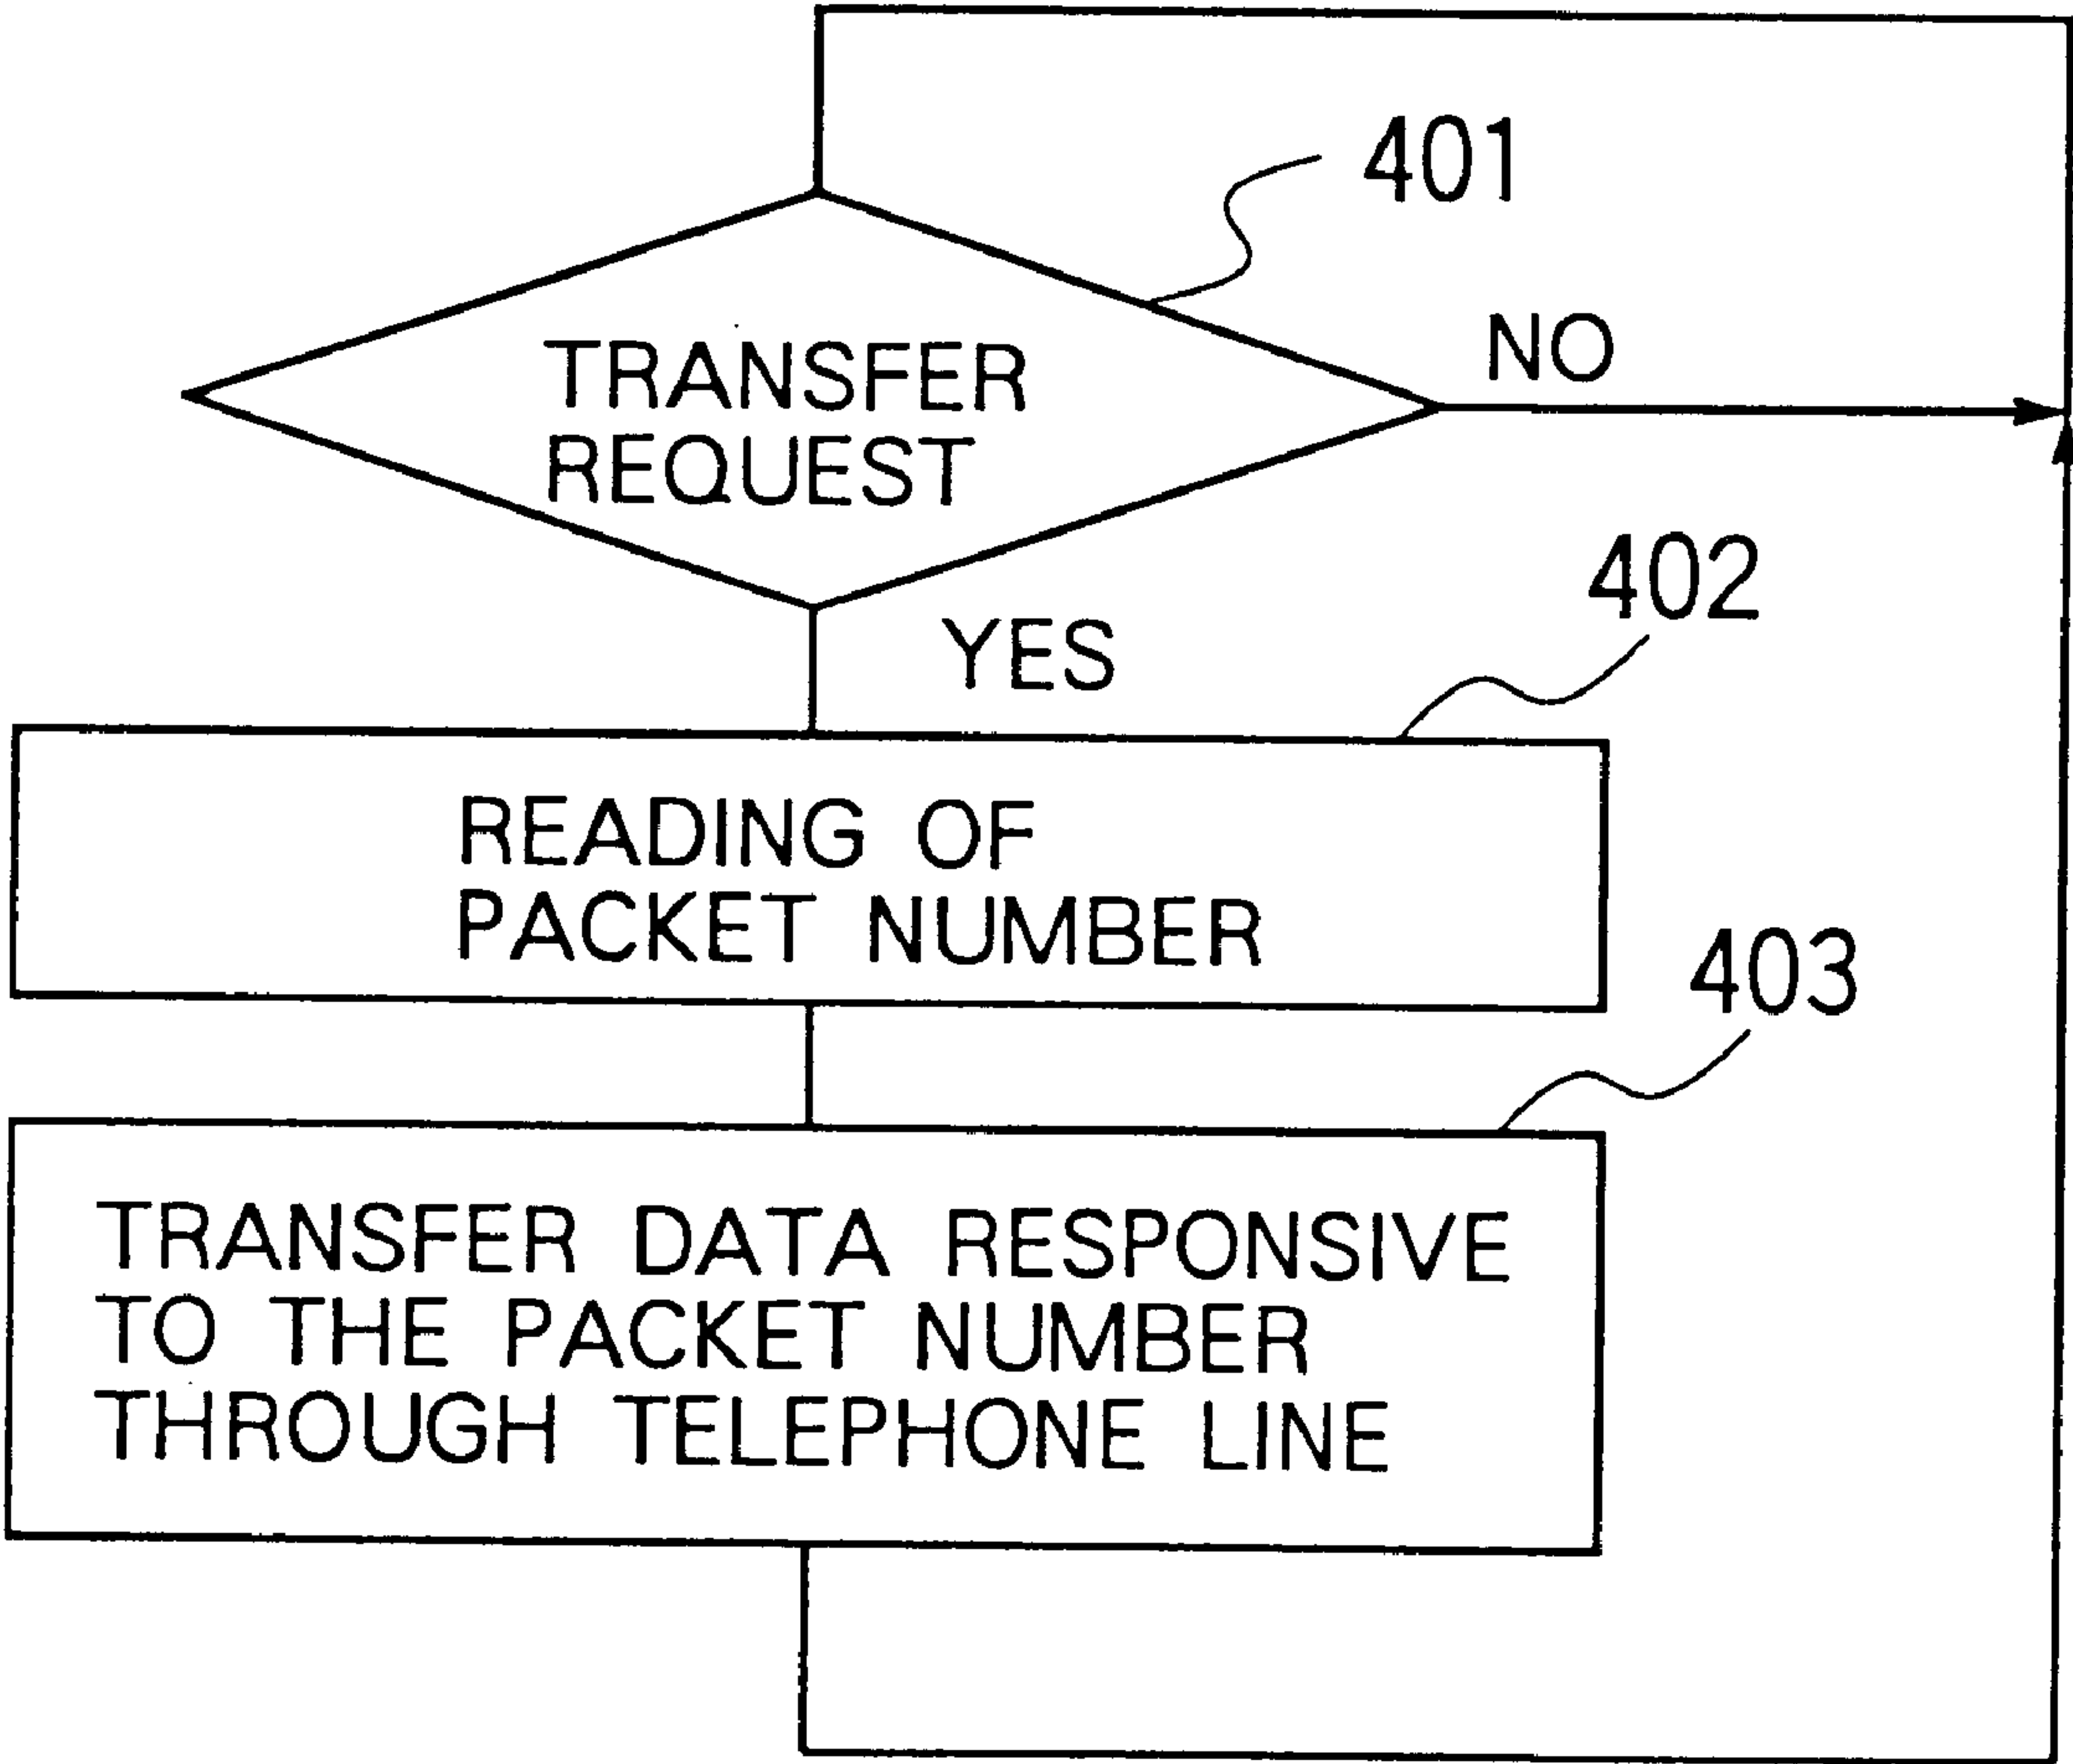 401
TRANSFER
REQUEST
NO
YES
402
READING OF
PACKET NUMBER
403
TRANSFER DATA RESPONSIVE
TO THE PACKET NUMBER
THROUGH TELEPHONE LINE